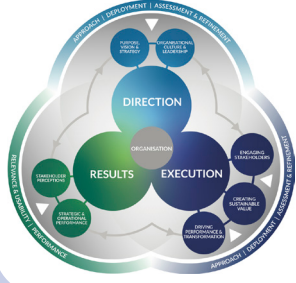 APPROACH | DEPLOYMENT | ASSESSMENT & REFINEMENT
PURPOSE,
VISION &
STRATEGY
ORGANISATIONAL
CULTURE &
LEADERSHIP
DIRECTION
ORGANISATION
RESULTS
EXECUTION
STAKEHOLDER
PERCEPTIONS
STRATEGIC &
OPERATIONAL
PERFORMANCE
ENGAGING
STAKEHOLDERS
CREATING
SUSTAINABLE
VALUE
DRIVING
PERFORMANCE &
TRANSFORMATION
RELEVANCE & USABILITY | PERFORMANCE
APPROACH | DEPLOYMENT | ASSESSMENT & REFINEMENT